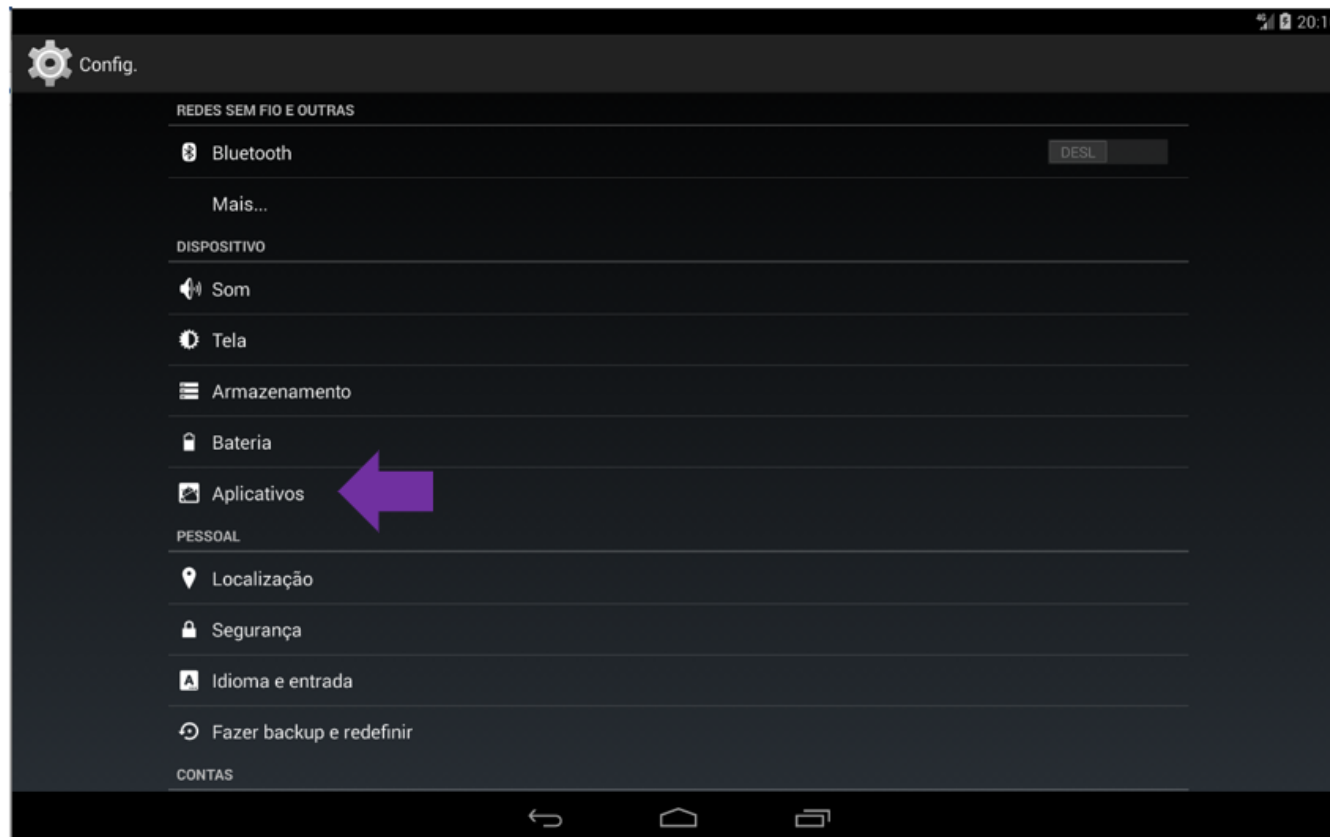 4G 20:1
Config.
REDES SEM FIO E OUTRAS
Bluetooth DESL
Mais...
DISPOSITIVO
Som
Tela
Armazenamento
Bateria
Aplicativos
PESSOAL
Localização
Segurança
Idioma e entrada
Fazer backup e redefinir
CONTAS